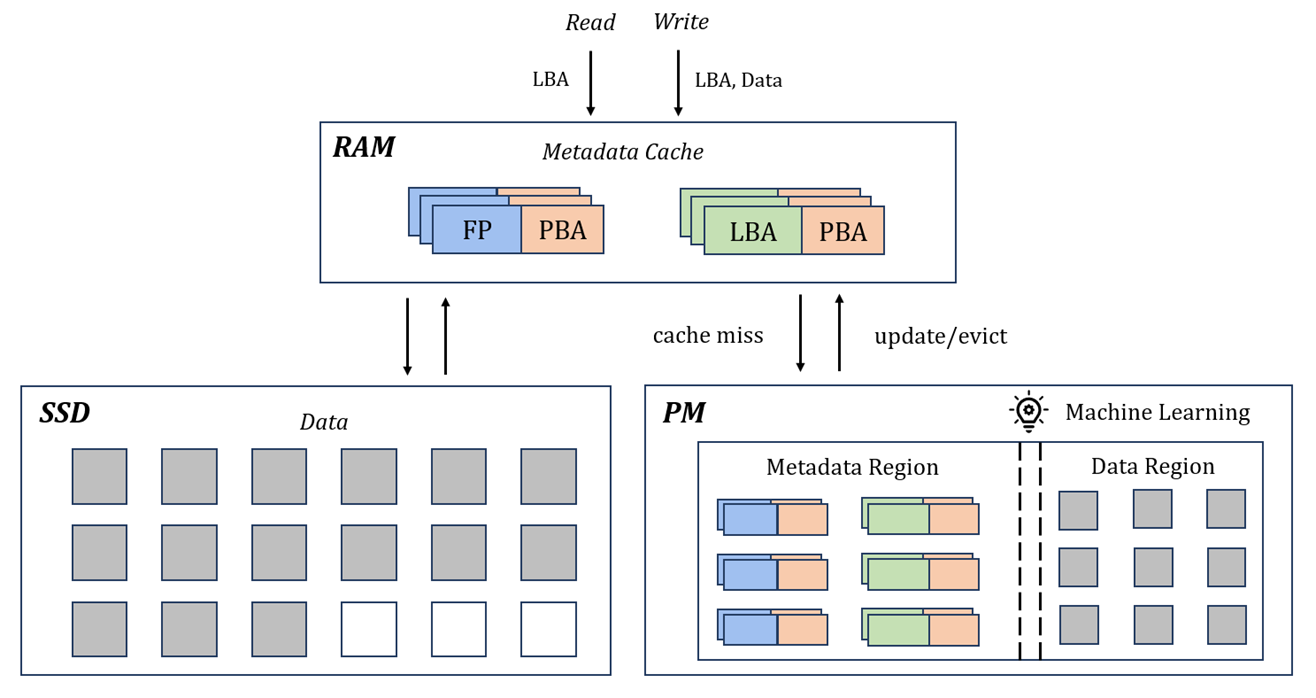 Read Write
LBA LBA, Data
RAM Metadata Cache
FP PBA LBA PBA
cache miss update/evict
SSD Data
PM Machine Learning
Metadata Region Data Region